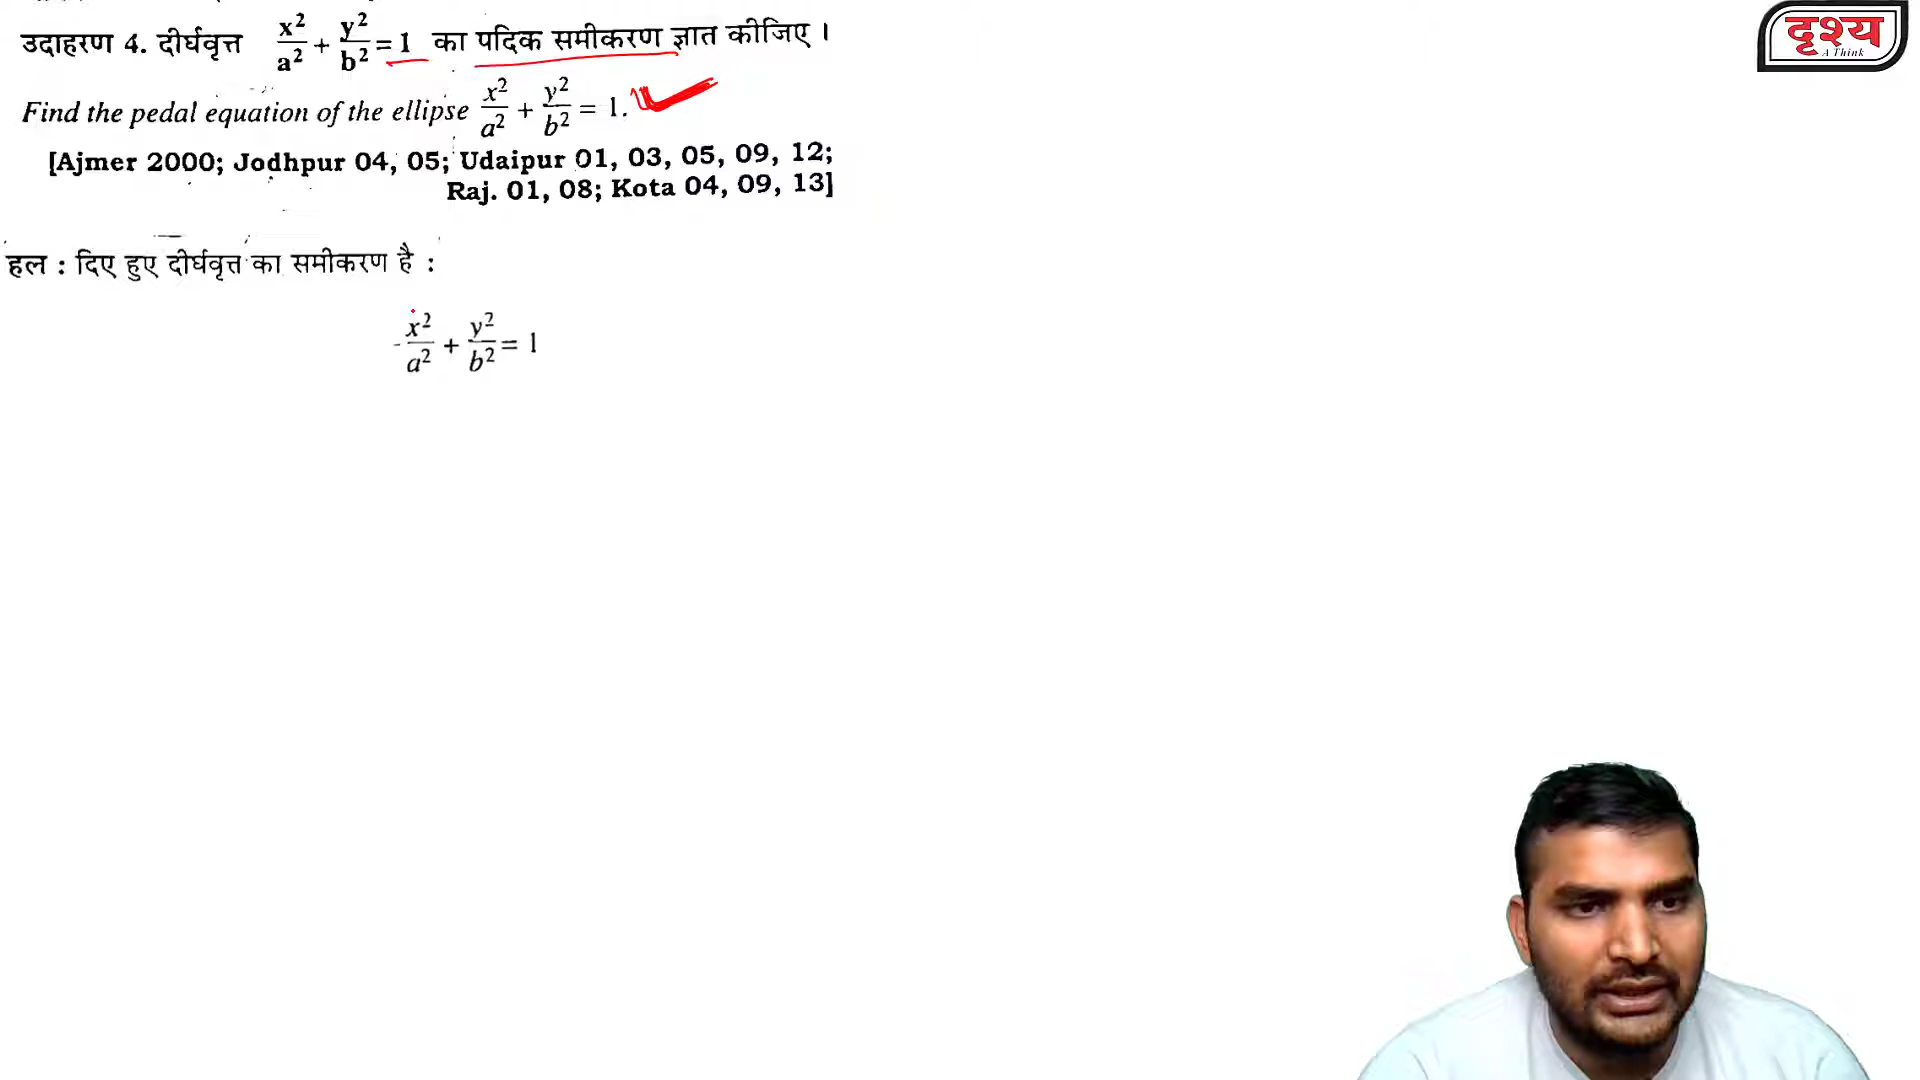 उदाहरण 4. दीर्घवृत्त x²/a² + y²/b² = 1 का पदिक समीकरण ज्ञात कीजिए ।
Find the pedal equation of the ellipse x²/a² + y²/b² = 1.
[Ajmer 2000; Jodhpur 04, 05; Udaipur 01, 03, 05, 09, 12;
Raj. 01, 08; Kota 04, 09, 13]
हल : दिए हुए दीर्घवृत्त का समीकरण है :
x²/a² + y²/b² = 1
दृश्य
A Think